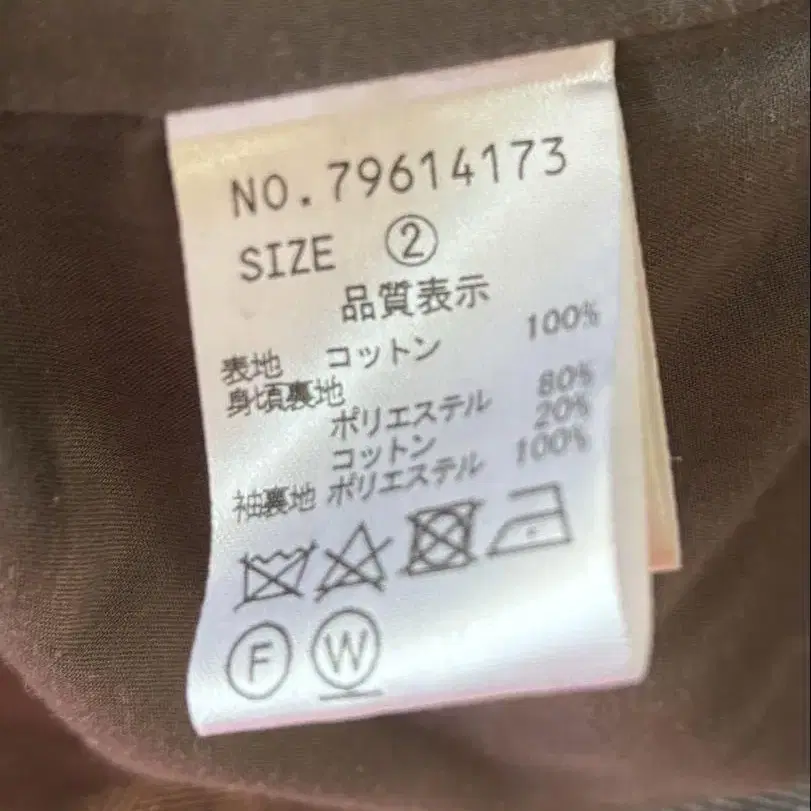 NO.79614173
SIZE ②
品質表示
表地 コットン 100%
身頃裏地
ポリエステル 80%
コットン 20%
袖裏地 ポリエステル 100%
F W